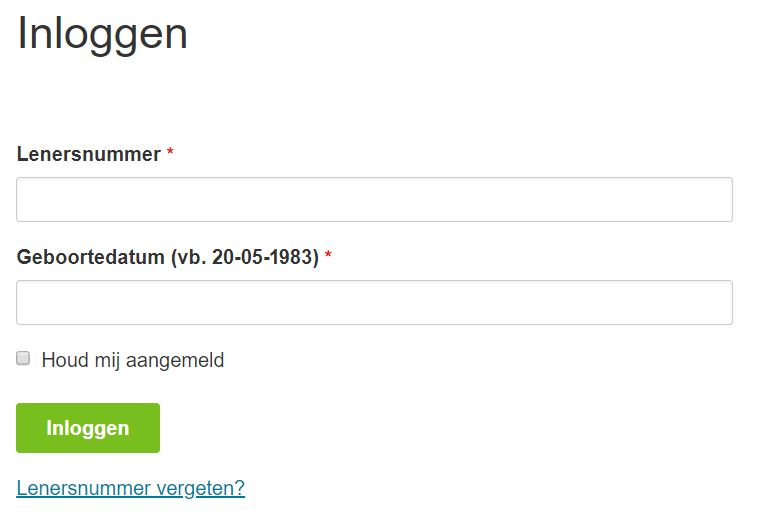 Inloggen
Lenersnummer *
Geboortedatum (vb. 20-05-1983) *
Houd mij aangemeld
Inloggen
Lenersnummer vergeten?